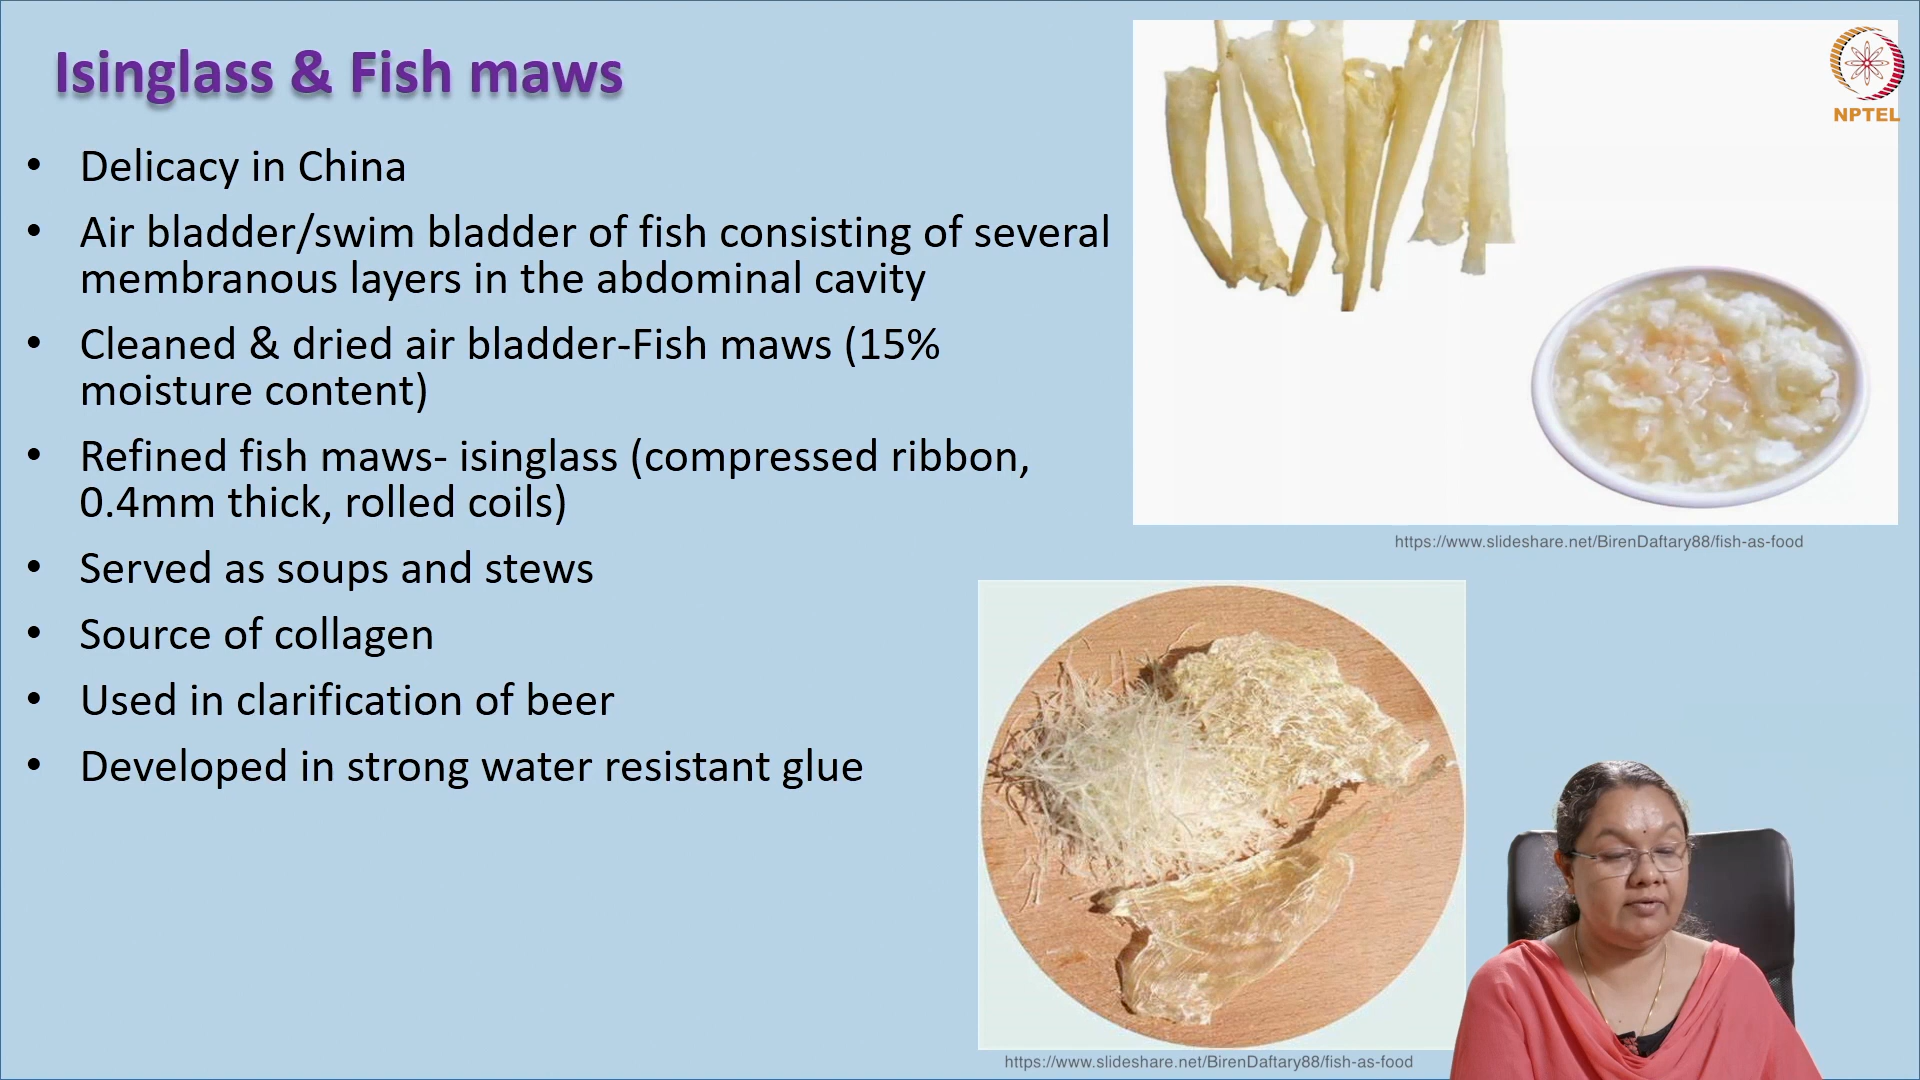 Isinglass & Fish maws
NPTEL
• Delicacy in China
• Air bladder/swim bladder of fish consisting of several
membranous layers in the abdominal cavity
• Cleaned & dried air bladder-Fish maws (15%
moisture content)
• Refined fish maws- isinglass (compressed ribbon,
0.4mm thick, rolled coils)
• Served as soups and stews
• Source of collagen
• Used in clarification of beer
• Developed in strong water resistant glue
https://www.slideshare.net/BirenDaftary88/fish-as-food
https://www.slideshare.net/BirenDaftary88/fish-as-food